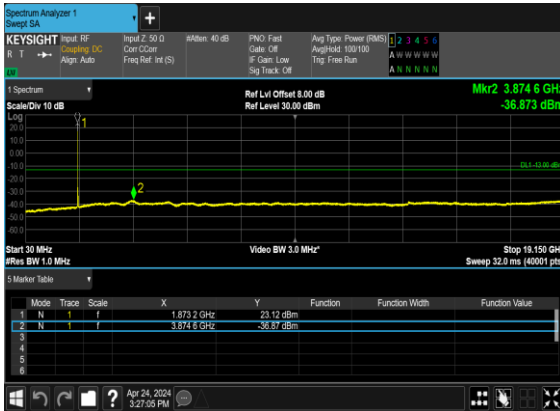 Spectrum Analyzer 1
Swept SA
KEYSIGHT Input: RF Input Z: 50 Ω #Atten: 40 dB PNO: Fast Avg Type: Power (RMS) 1 2 3 4 5 6
R T Coupling: DC Corr CCorr Gate: Off Avg|Hold: 100/100 A W W W W W
Align: Auto Freq Ref: Int (S) IF Gain: Low Trig: Free Run
Sig Track: Off A N N N N N
1 Spectrum Ref Lvl Offset 8.00 dB Mkr2 3.874 6 GHz
Scale/Div 10 dB Ref Level 30.00 dBm -36.873 dBm
Log
20.0
10.0
0.00
-10.0
-20.0
-30.0
-40.0
-50.0
-60.0
1
2
DL1 -13.00 dBm
Start 30 MHz Video BW 3.0 MHz* Stop 19.150 GHz
#Res BW 1.0 MHz Sweep 32.0 ms (40001 pts)
5 Marker Table
Mode Trace Scale X Y Function Function Width Function Value
1 N 1 f 1.873 2 GHz 23.12 dBm
2 N 1 f 3.874 6 GHz -36.87 dBm
3
4
5
6
? Apr 24, 2024
3:27:05 PM